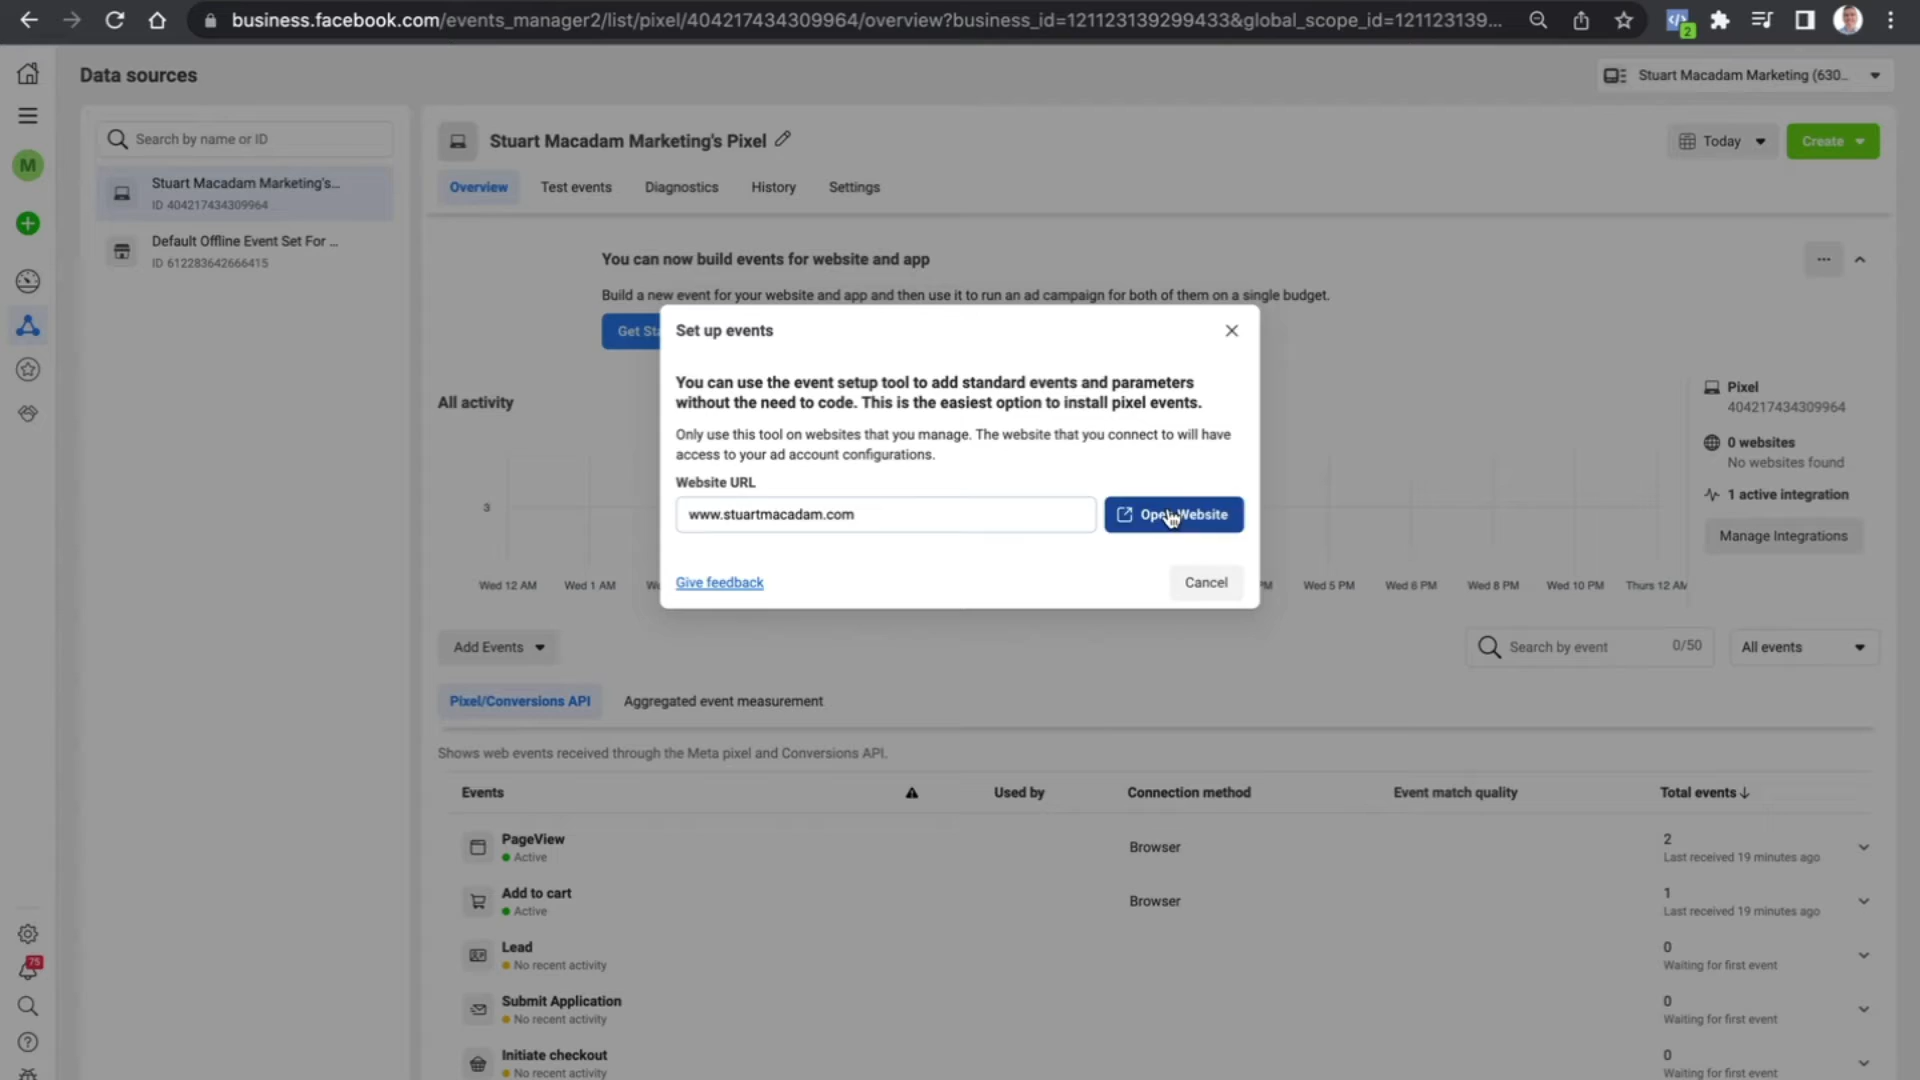 business.facebook.com/events_manager2/list/pixel/404217434309964/overview?business_id=121123139299433&global_scope_id=121123139...
2
Data sources
Stuart Macadam Marketing (630...
Search by name or ID
M
Stuart Macadam Marketing's...
ID 404217434309964
Default Offline Event Set For ...
ID 612283642666415
Stuart Macadam Marketing's Pixel
Today
Create
Overview
Test events
Diagnostics
History
Settings
You can now build events for website and app
Build a new event for your website and app and then use it to run an ad campaign for both of them on a single budget.
Get
Set up events
You can use the event setup tool to add standard events and parameters
without the need to code. This is the easiest option to install pixel events.
Only use this tool on websites that you manage. The website that you connect to will have
access to your ad account configurations.
Website URL
www.stuartmacadam.com
Open Website
Give feedback
Cancel
All activity
3
Wed 12 AM
Wed 1 AM
Wed 5 PM
Wed 6 PM
Wed 8 PM
Wed 10 PM
Thurs 12 AM
Pixel
404217434309964
0 websites
No websites found
1 active integration
Manage Integrations
Add Events
Search by event
0/50
All events
Pixel/Conversions API
Aggregated event measurement
Shows web events received through the Meta pixel and Conversions API.
Events
Used by
Connection method
Event match quality
Total events
PageView
Active
Browser
2
Last received 19 minutes ago
Add to cart
Active
Browser
1
Last received 19 minutes ago
Lead
No recent activity
0
Waiting for first event
Submit Application
No recent activity
0
Waiting for first event
Initiate checkout
No recent activity
0
Waiting for first event
75